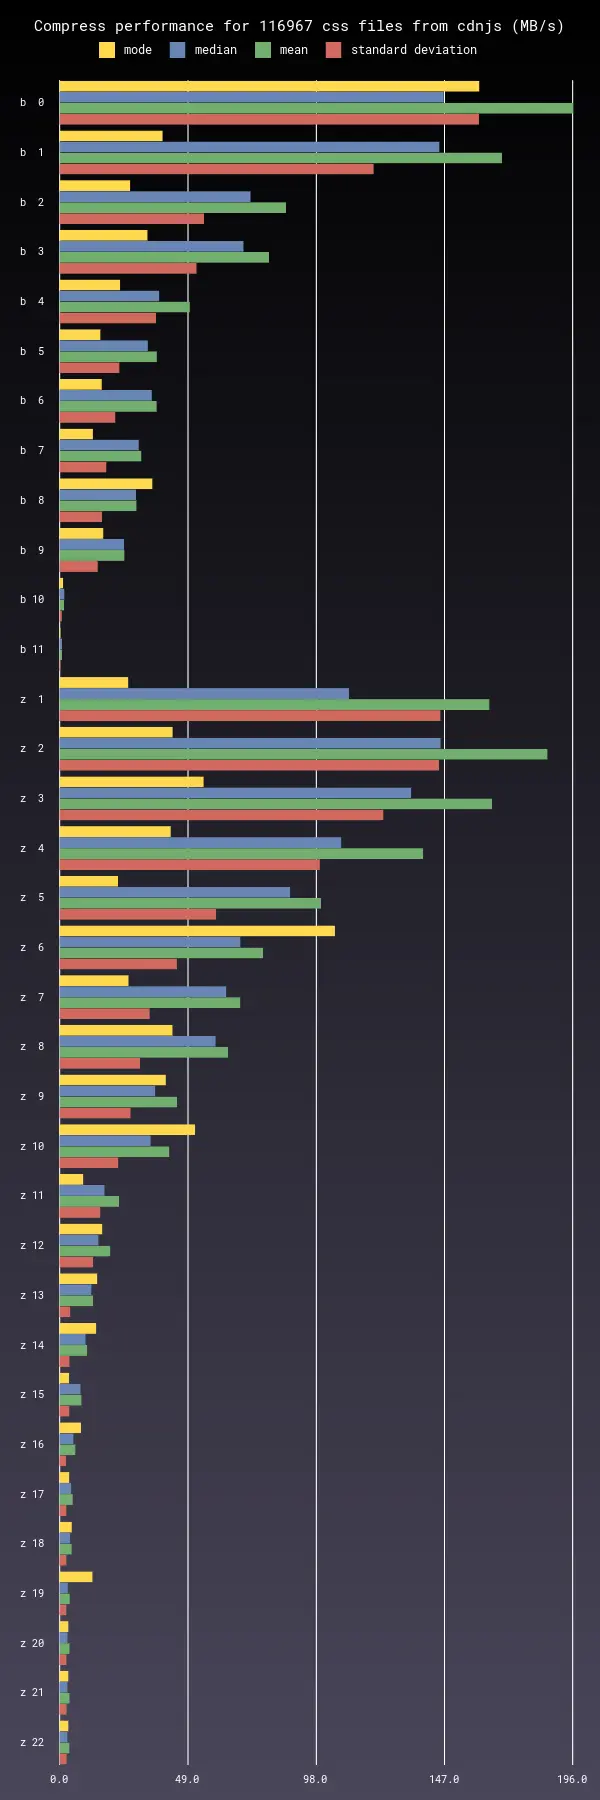 Compress performance for 116967 css files from cdnjs (MB/s)
mode median mean standard deviation
b 0
b 1
b 2
b 3
b 4
b 5
b 6
b 7
b 8
b 9
b 10
b 11
z 1
z 2
z 3
z 4
z 5
z 6
z 7
z 8
z 9
z 10
z 11
z 12
z 13
z 14
z 15
z 16
z 17
z 18
z 19
z 20
z 21
z 22
0.0 49.0 98.0 147.0 196.0